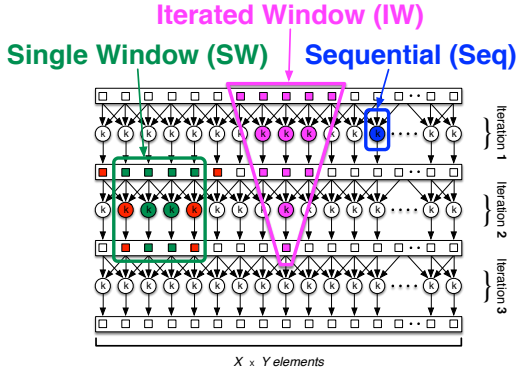 Iterated Window (IW)
Single Window (SW)
Sequential (Seq)
k k k k k k k k k k k k k .... k k
Iteration 1
k k k k k k k k k k k k k .... k k
Iteration 2
k k k k k k k k k k k k k .... k k
Iteration 3
X x Y elements